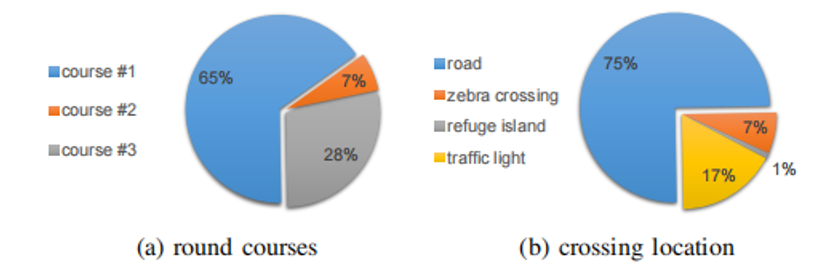 course #1
course #2
course #3
65%
7%
28%
(a) round courses
road
zebra crossing
refuge island
traffic light
75%
7%
1%
17%
(b) crossing location